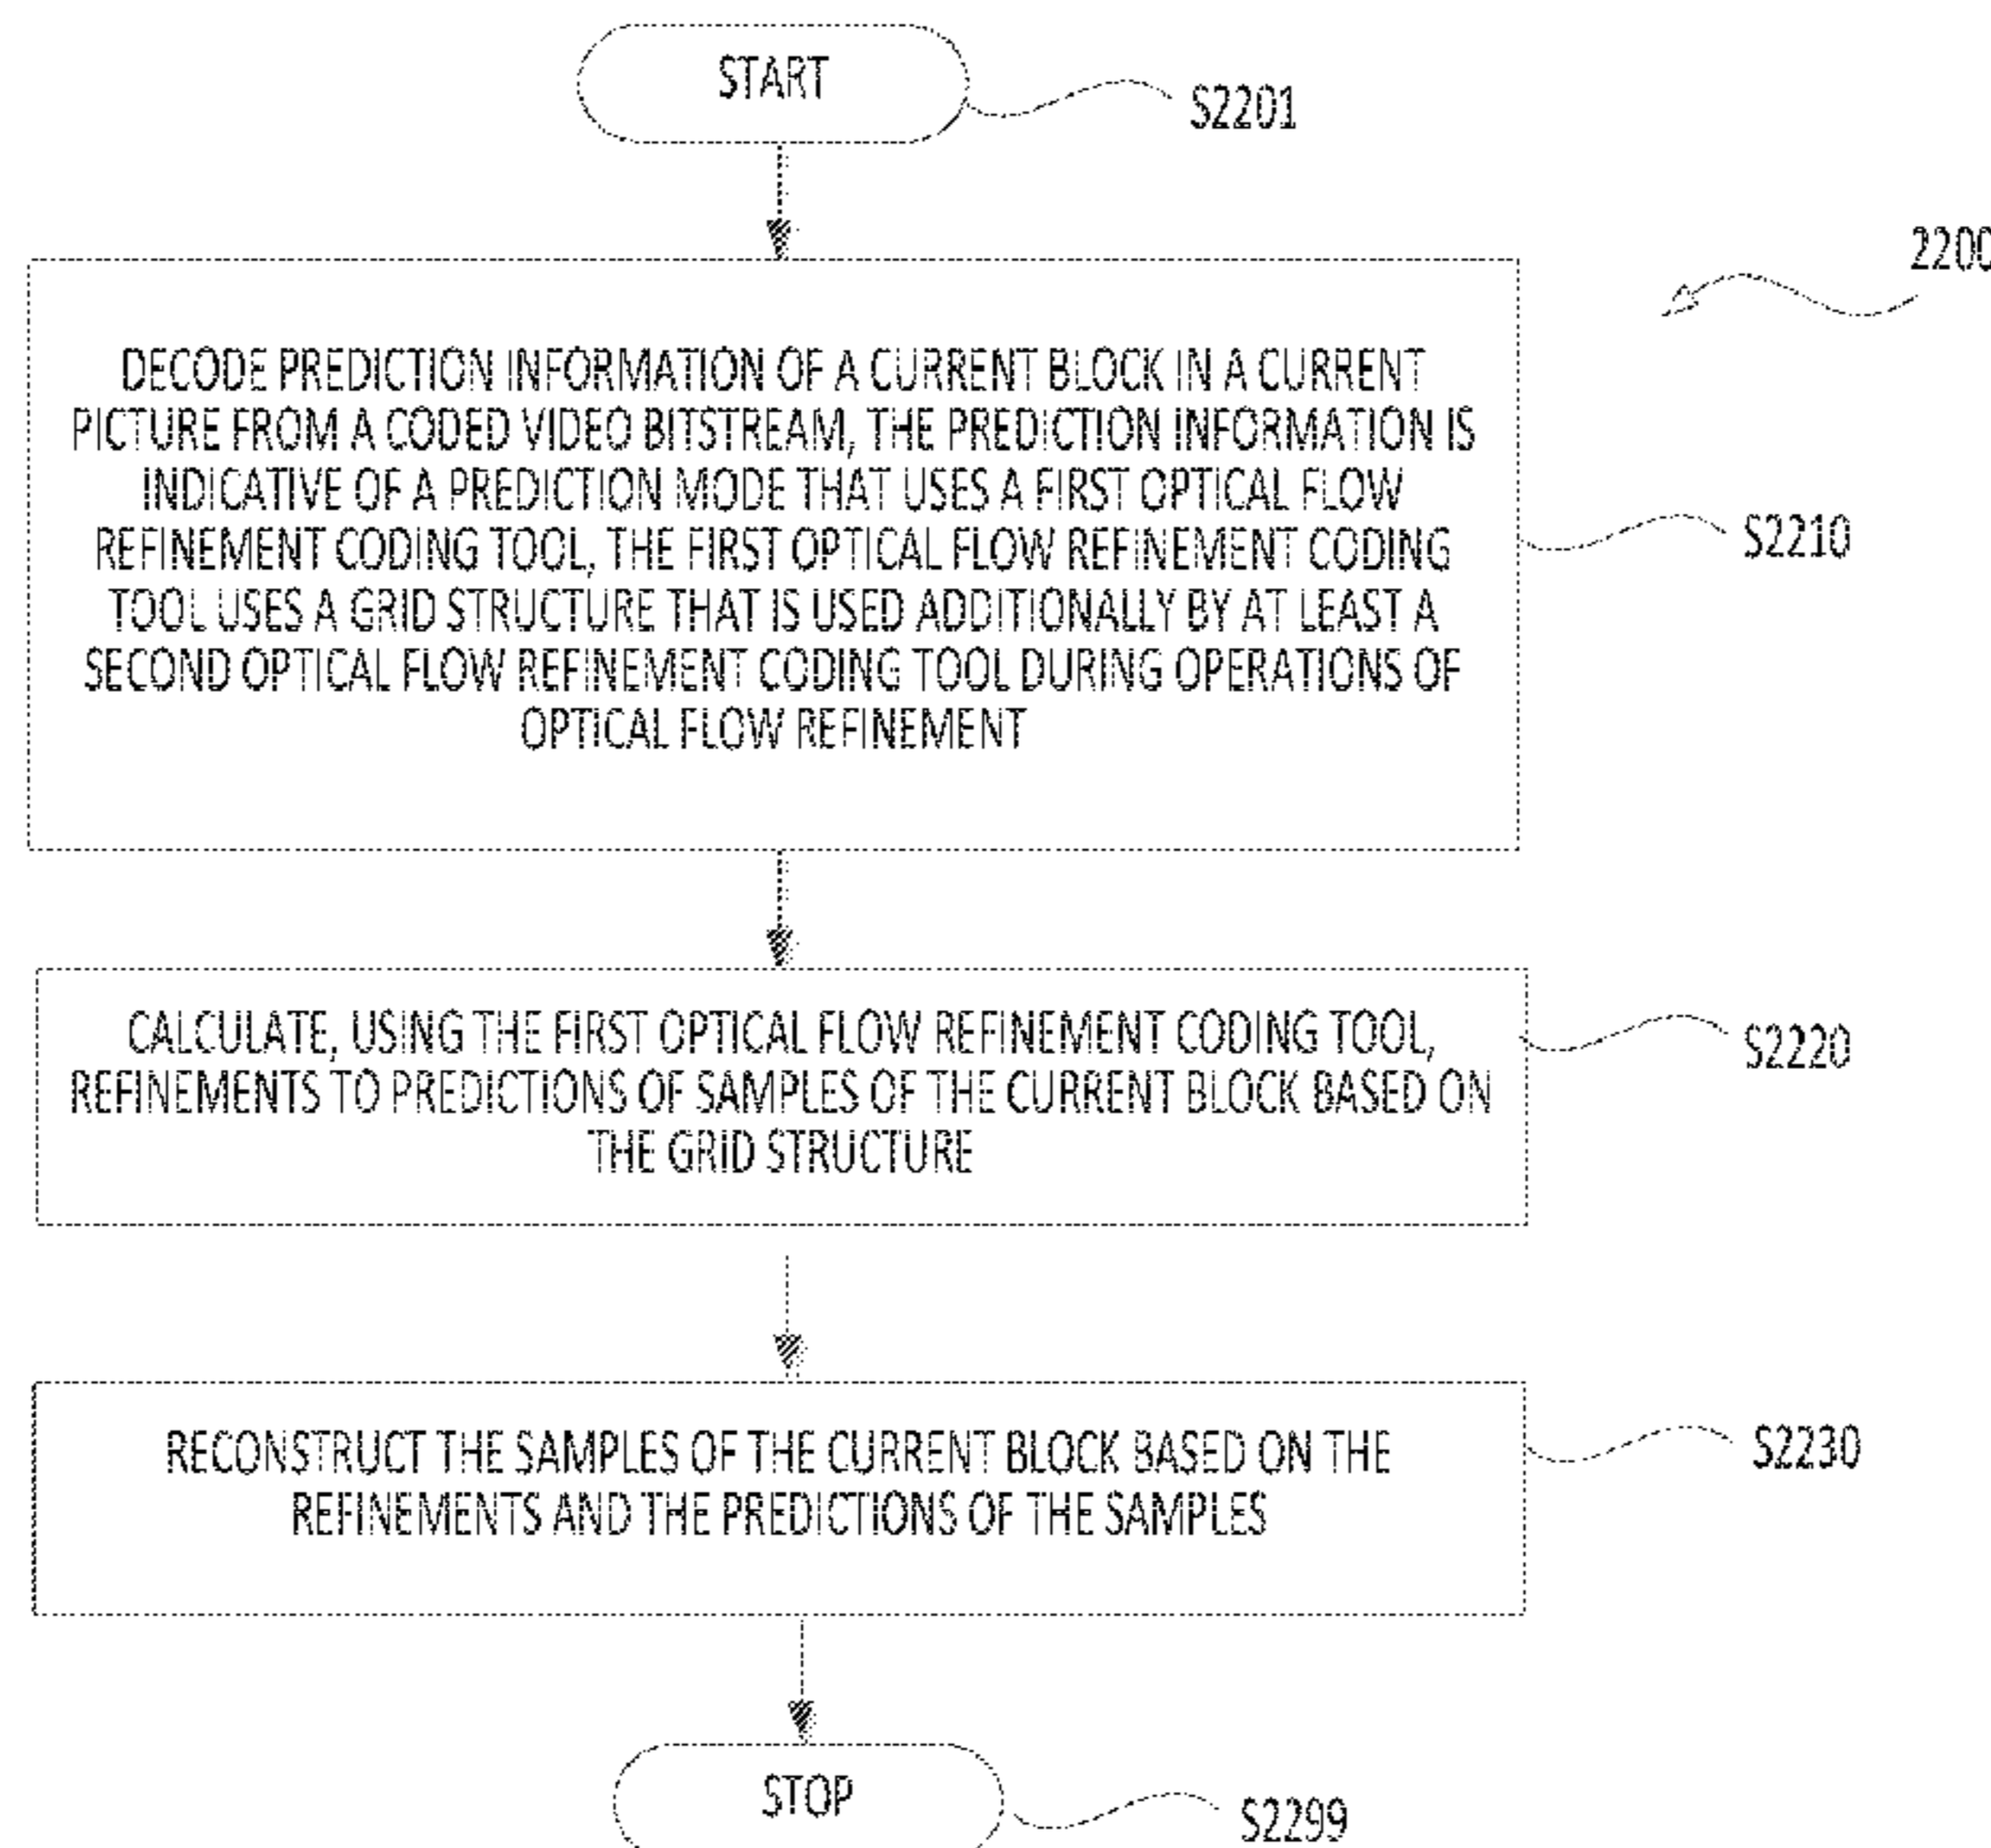 START
S2201
2200
DECODE PREDICTION INFORMATION OF A CURRENT BLOCK IN A CURRENT
PICTURE FROM A CODED VIDEO BITSTREAM, THE PREDICTION INFORMATION IS
INDICATIVE OF A PREDICTION MODE THAT USES A FIRST OPTICAL FLOW
REFINEMENT CODING TOOL, THE FIRST OPTICAL FLOW REFINEMENT CODING
TOOL USES A GRID STRUCTURE THAT IS USED ADDITIONALLY BY AT LEAST A
SECOND OPTICAL FLOW REFINEMENT CODING TOOL DURING OPERATIONS OF
OPTICAL FLOW REFINEMENT
S2210
CALCULATE, USING THE FIRST OPTICAL FLOW REFINEMENT CODING TOOL,
REFINEMENTS TO PREDICTIONS OF SAMPLES OF THE CURRENT BLOCK BASED ON
THE GRID STRUCTURE
S2220
RECONSTRUCT THE SAMPLES OF THE CURRENT BLOCK BASED ON THE
REFINEMENTS AND THE PREDICTIONS OF THE SAMPLES
S2230
STOP
S2299